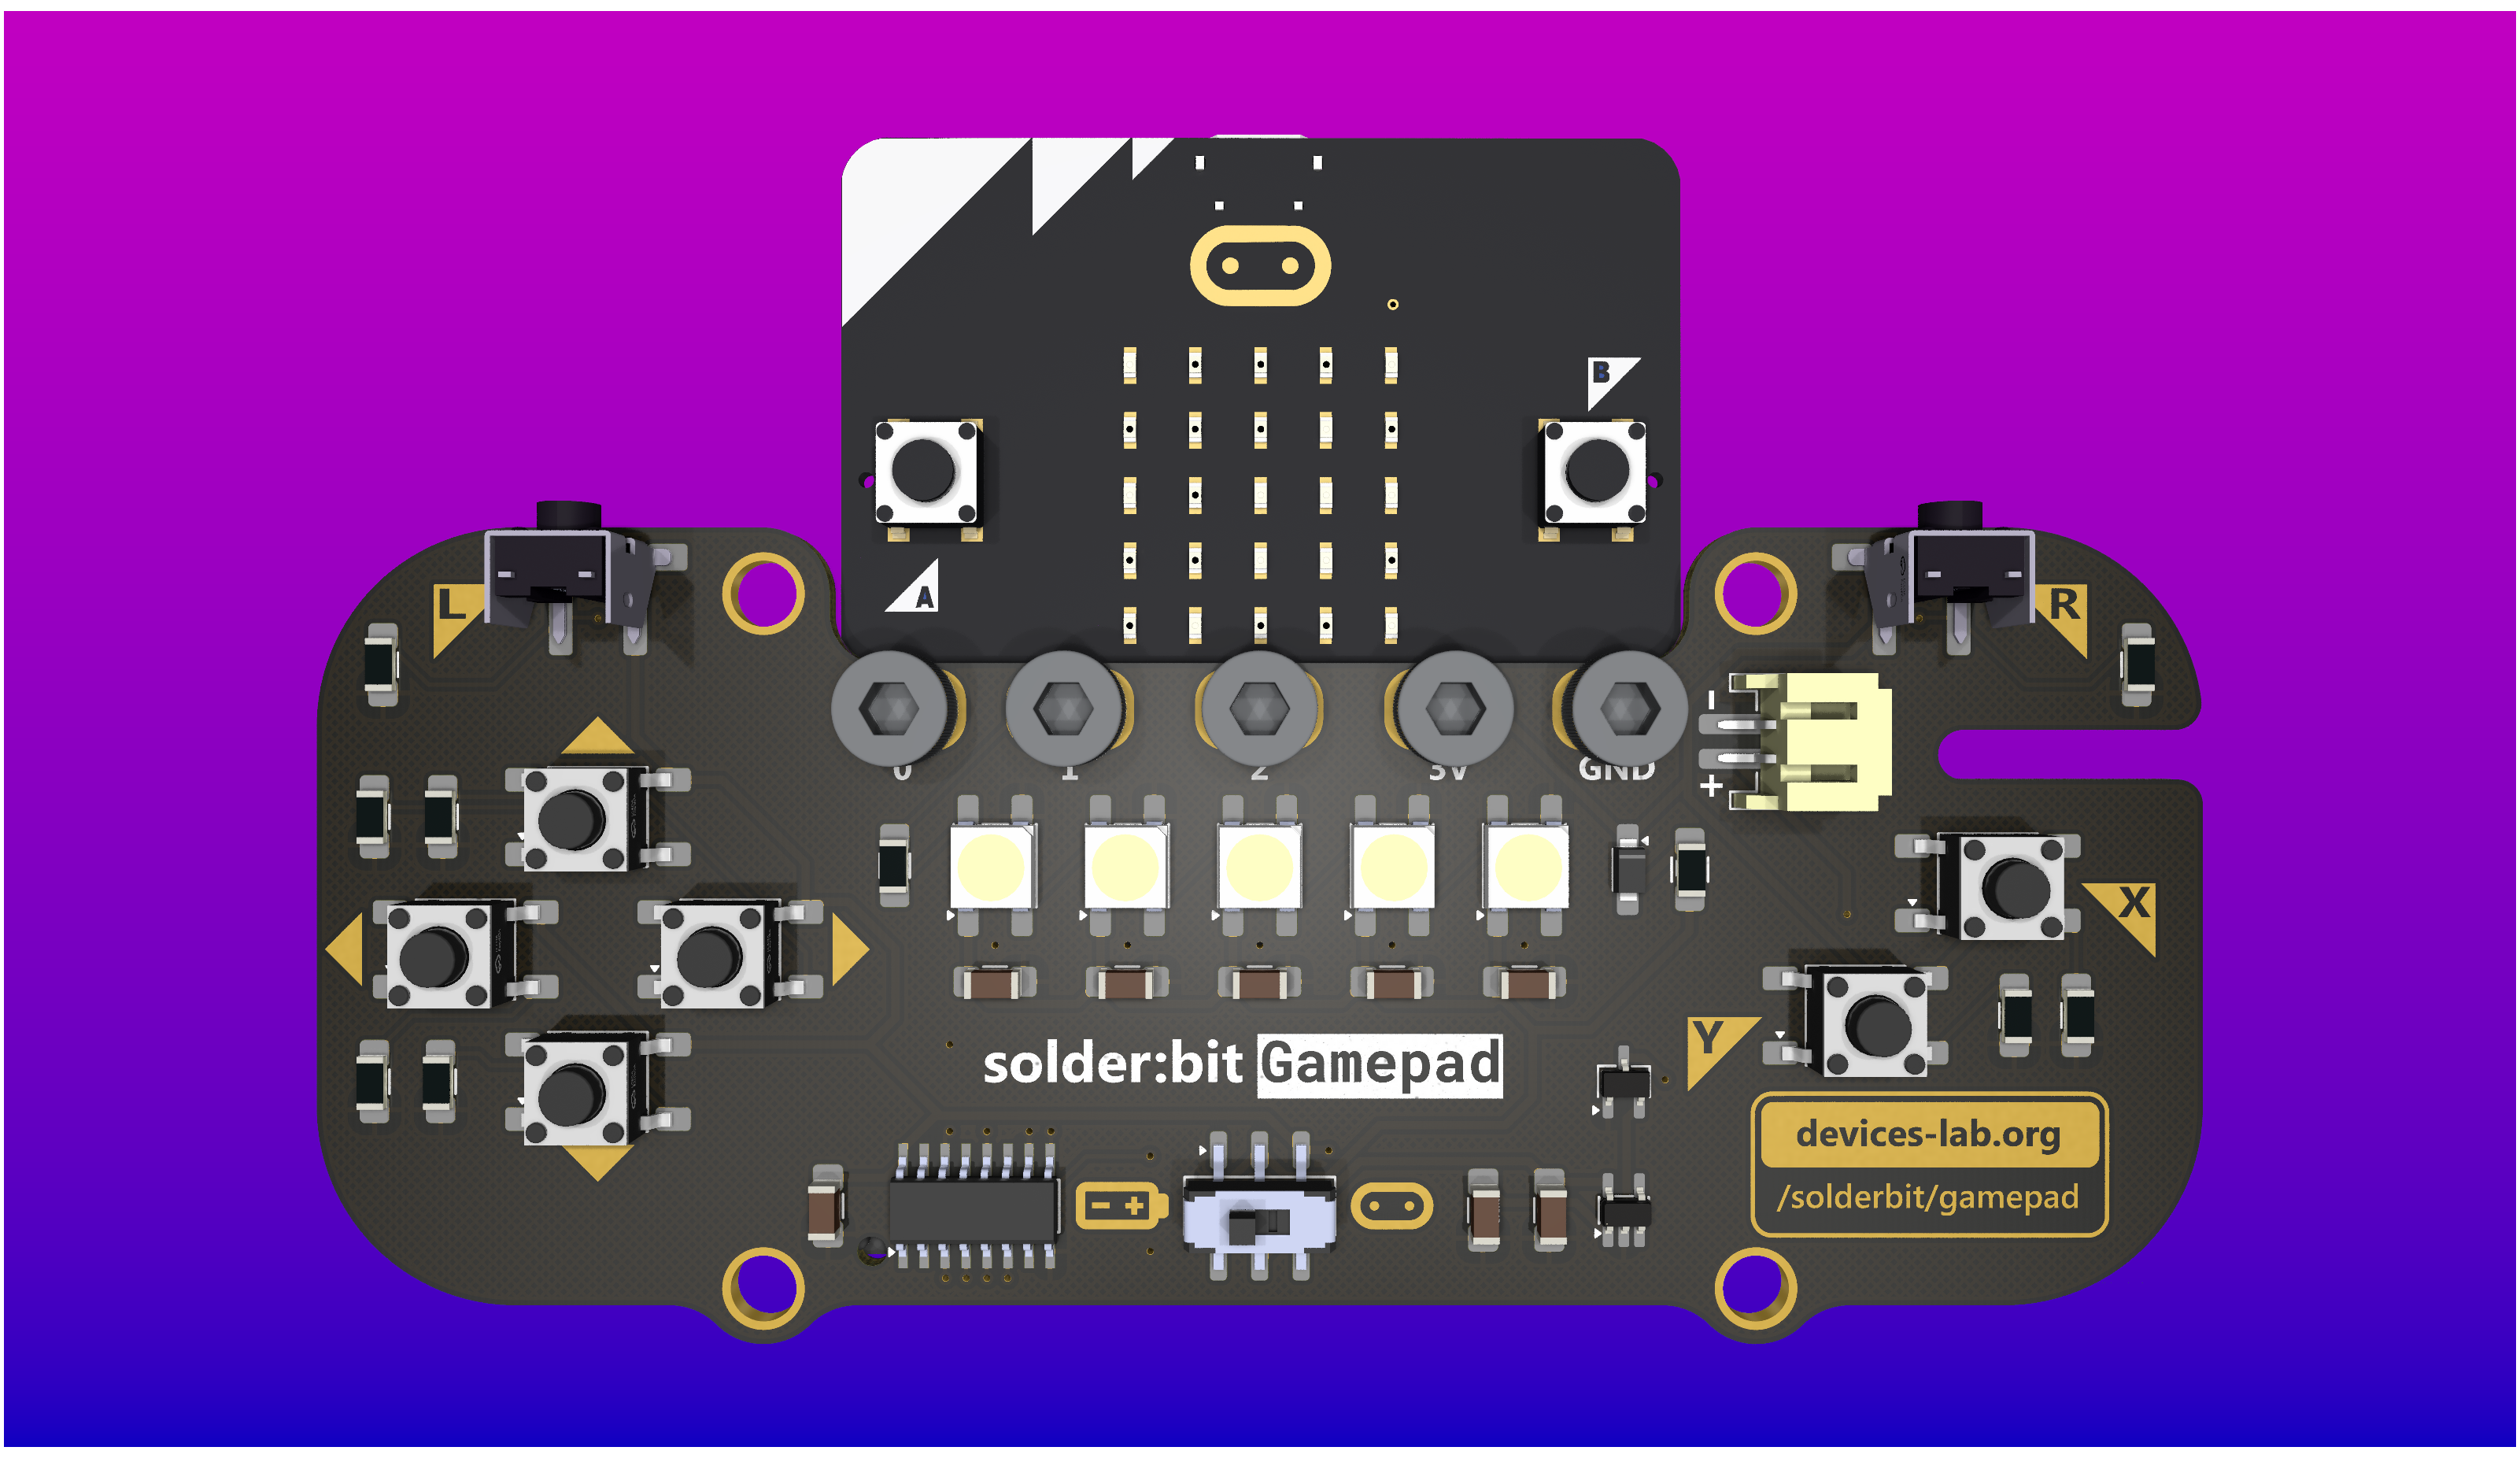 B
A
L
R
-
0 1 2 3V GND
+
X
solder:bit Gamepad
Y
devices-lab.org
- +
/solderbit/gamepad